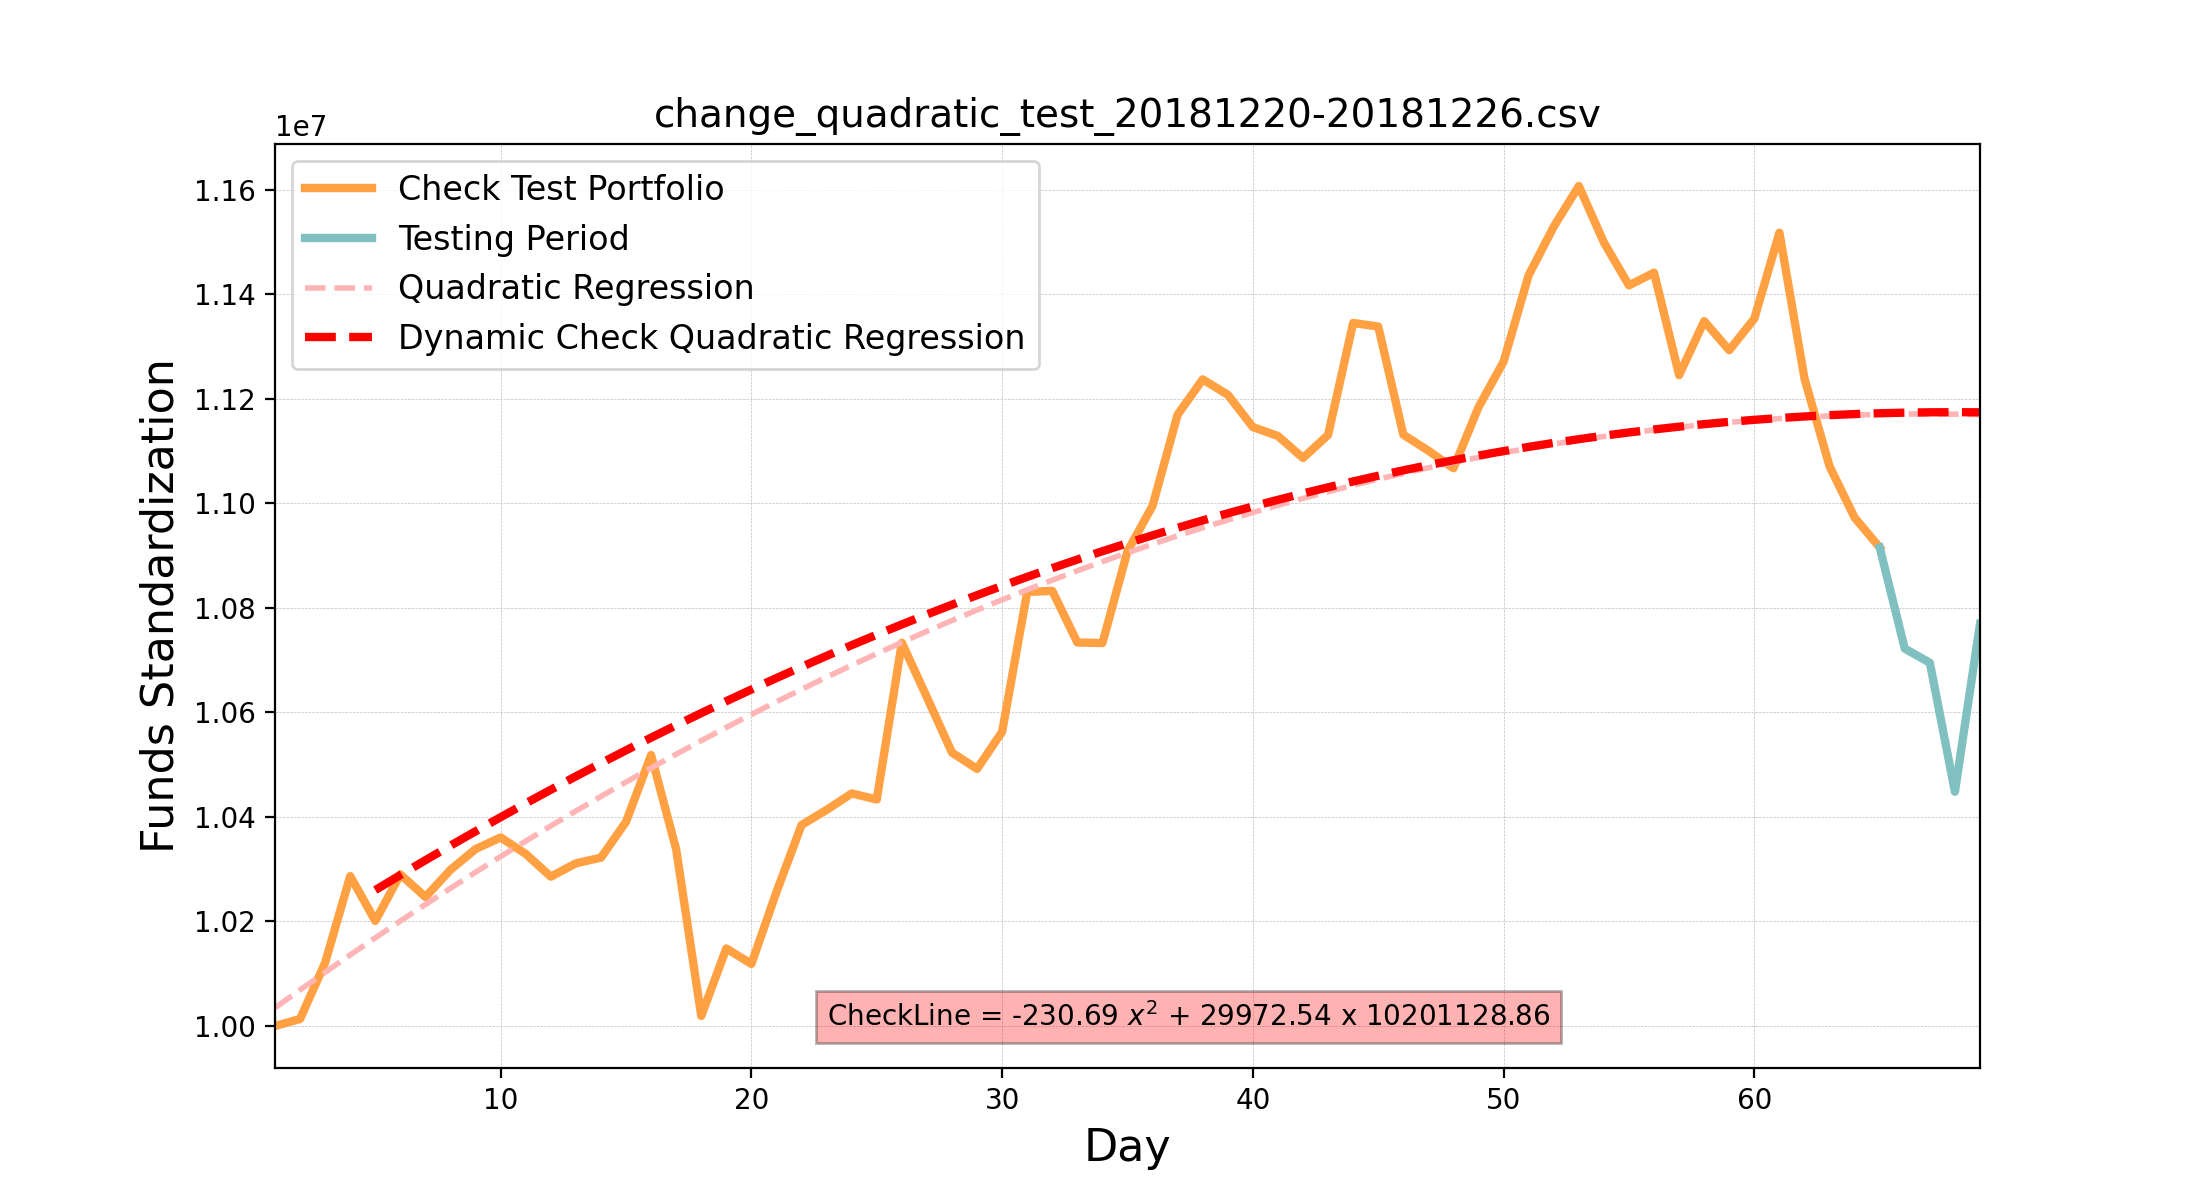 change_quadratic_test_20181220-20181226.csv
1e7
Check Test Portfolio
Testing Period
Quadratic Regression
Dynamic Check Quadratic Regression
1.16
1.14
1.12
1.10
1.08
1.06
1.04
1.02
1.00
Funds Standardization
CheckLine = -230.69 x² + 29972.54 x 10201128.86
10 20 30 40 50 60
Day